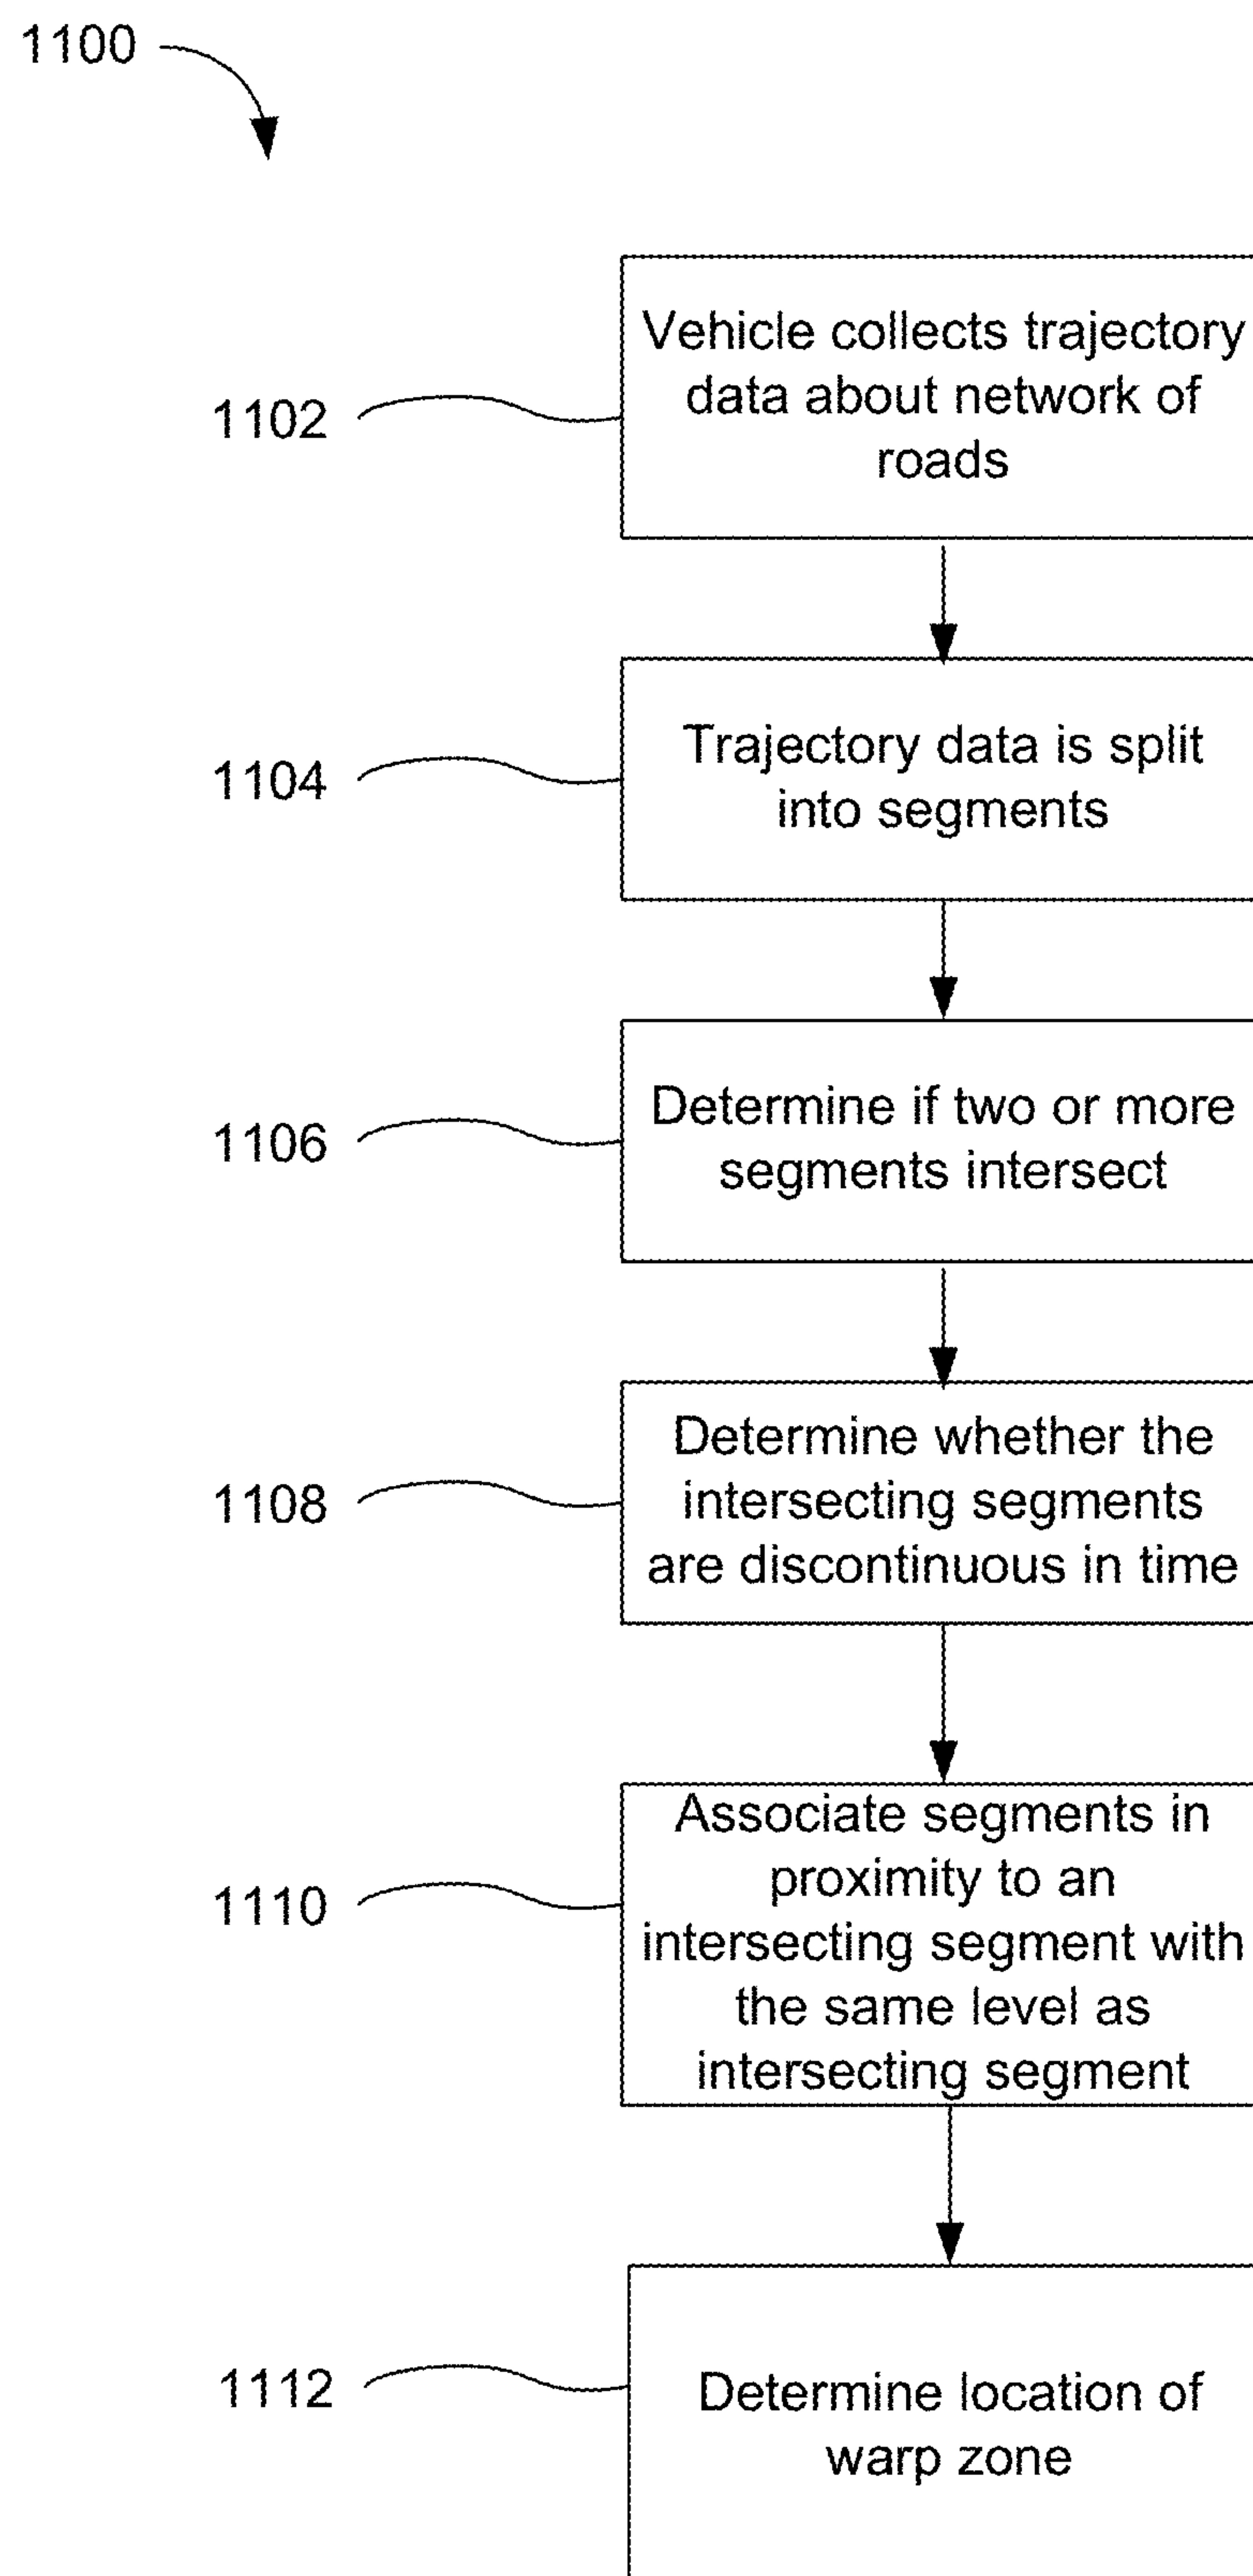 1100
1102
Vehicle collects trajectory
data about network of
roads
1104
Trajectory data is split
into segments
1106
Determine if two or more
segments intersect
1108
Determine whether the
intersecting segments
are discontinuous in time
1110
Associate segments in
proximity to an
intersecting segment with
the same level as
intersecting segment
1112
Determine location of
warp zone